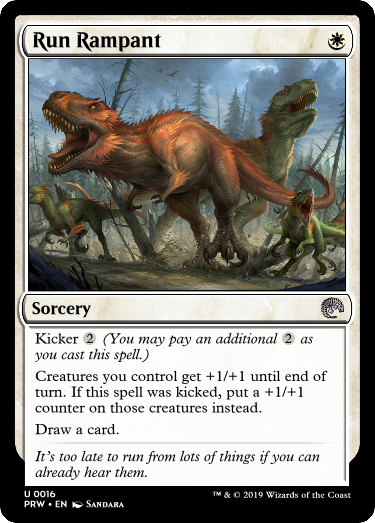 Run Rampant
Sorcery
Kicker 2 (You may pay an additional 2 as
you cast this spell.)
Creatures you control get +1/+1 until end of
turn. If this spell was kicked, put a +1/+1
counter on those creatures instead.
Draw a card.
It's too late to run from lots of things if you can
already hear them.
U 0016
PRW • EN Sandara
™ & © 2019 Wizards of the Coast